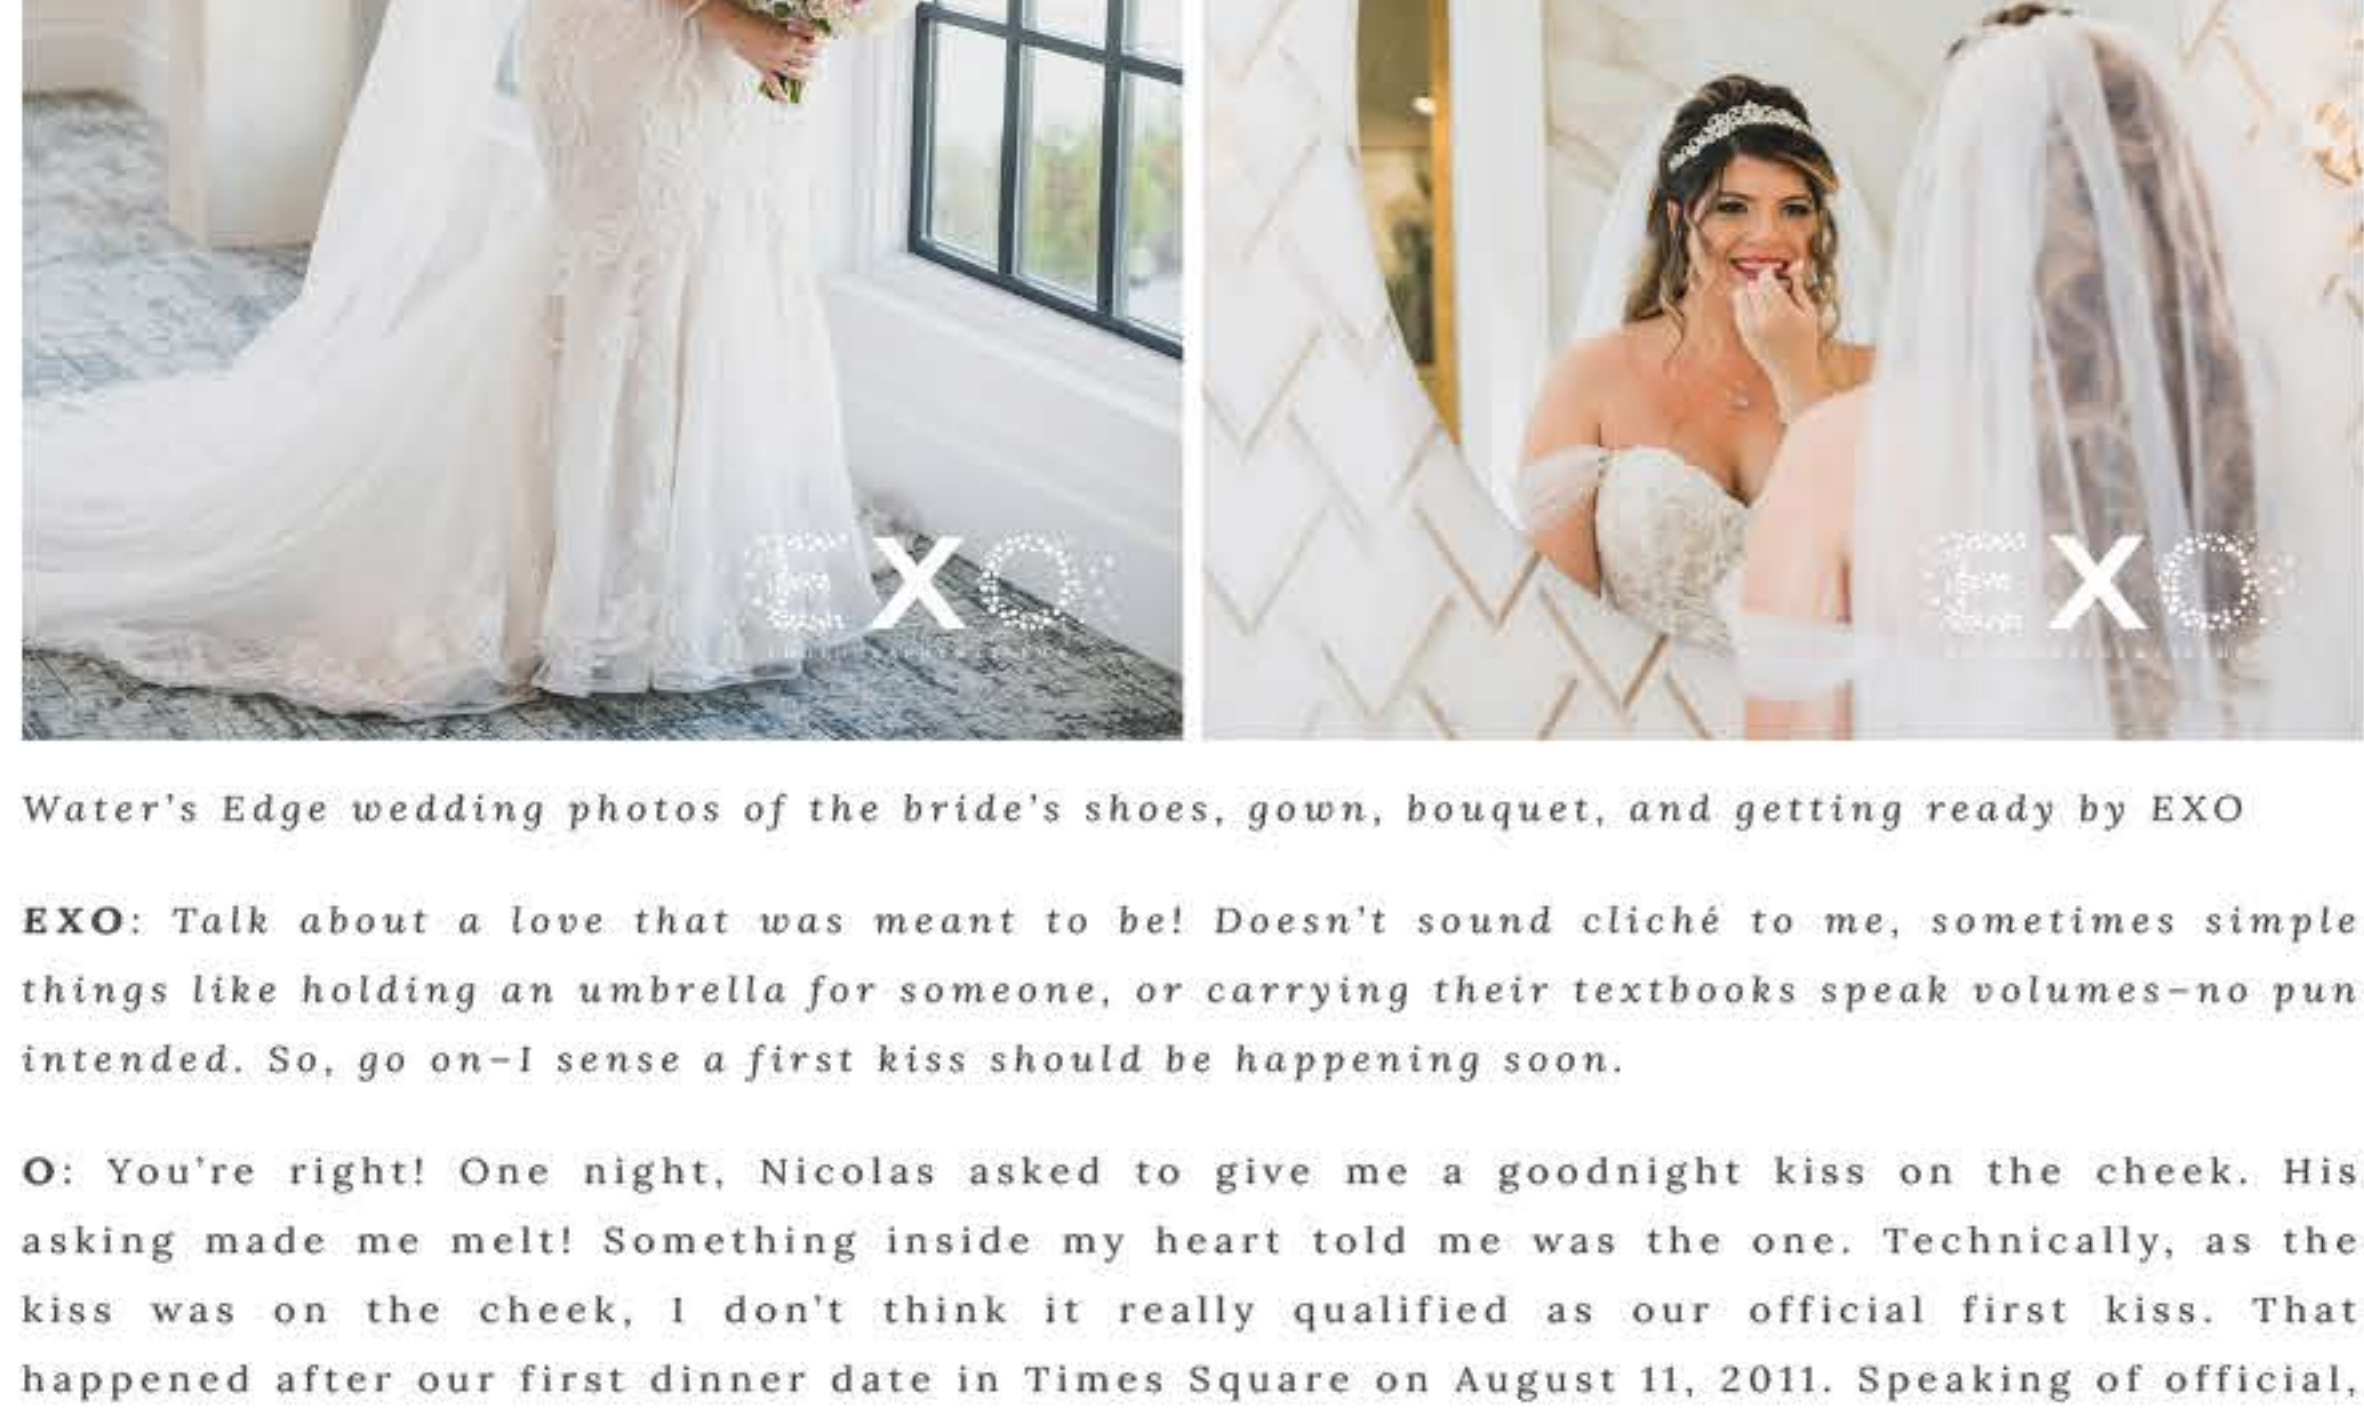 EXO
EXO
Water's Edge wedding photos of the bride's shoes, gown, bouquet, and getting ready by EXO
EXO: Talk about a love that was meant to be! Doesn't sound cliché to me, sometimes simple
things like holding an umbrella for someone, or carrying their textbooks speak volumes–no pun
intended. So, go on–I sense a first kiss should be happening soon.
O: You're right! One night, Nicolas asked to give me a goodnight kiss on the cheek. His
asking made me melt! Something inside my heart told me was the one. Technically, as the
kiss was on the cheek, I don't think it really qualified as our official first kiss. That
happened after our first dinner date in Times Square on August 11, 2011. Speaking of official,